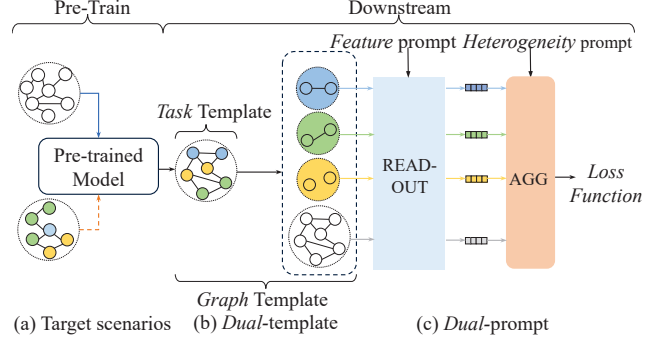 Pre-Train
Downstream
Feature prompt
Heterogeneity prompt
Task Template
Pre-trained
Model
READ-
OUT
AGG
Loss
Function
Graph Template
(a) Target scenarios
(b) Dual-template
(c) Dual-prompt